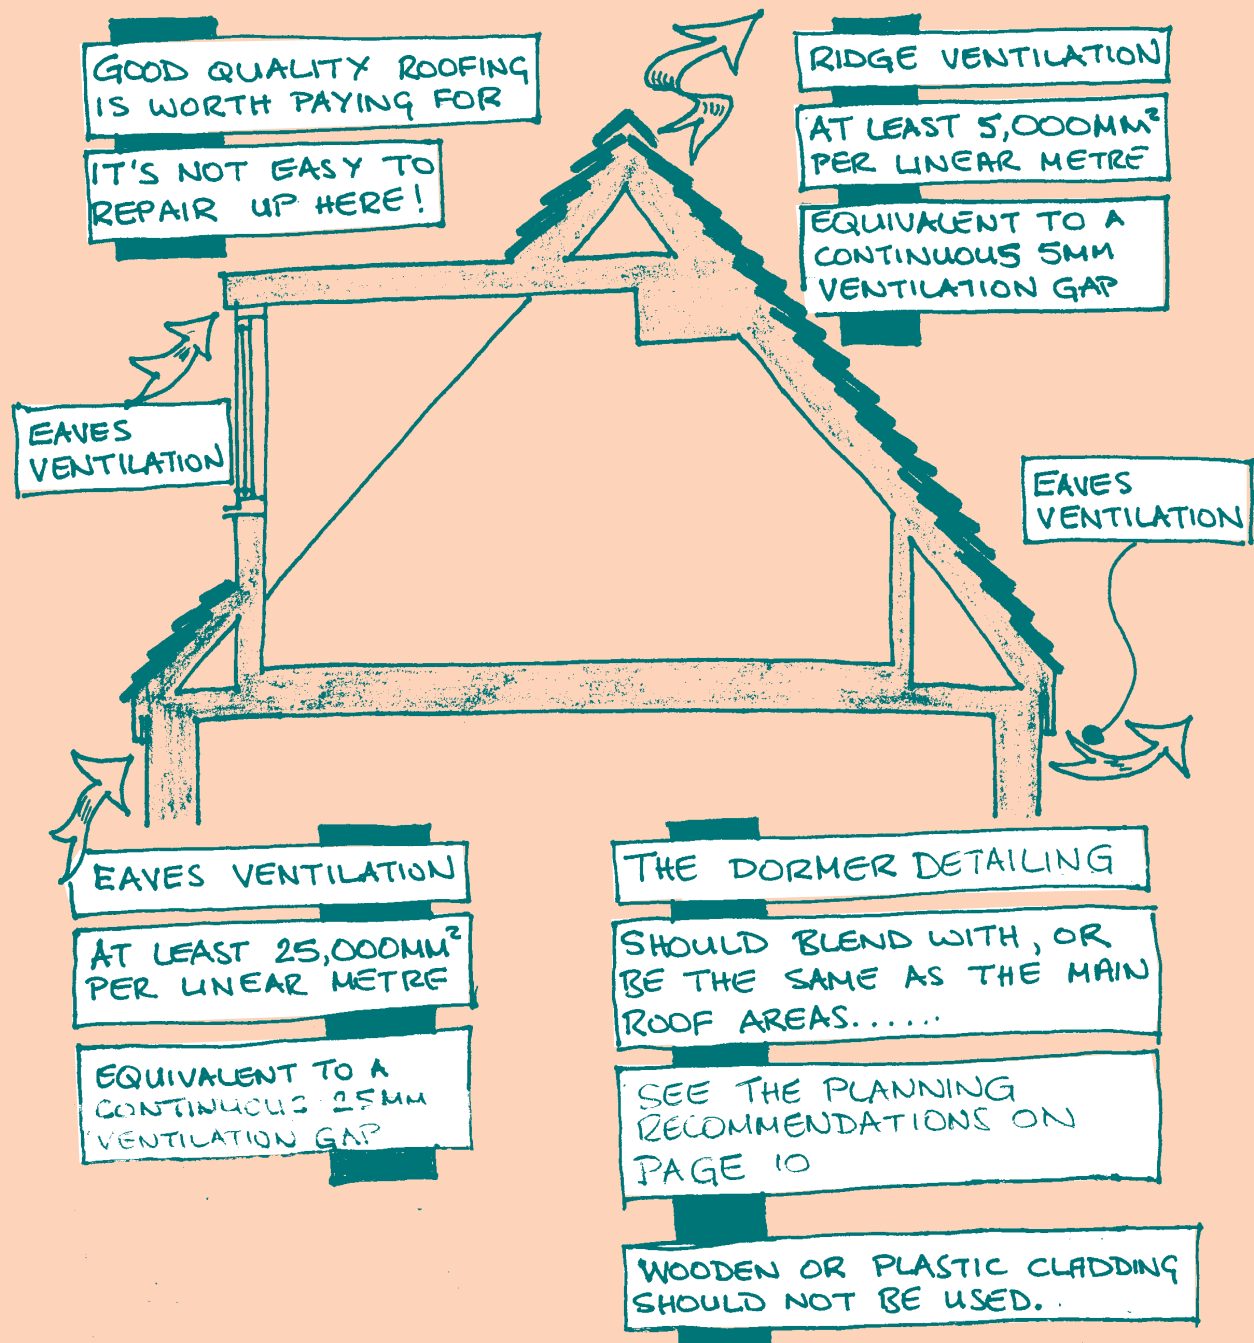 GOOD QUALITY ROOFING
IS WORTH PAYING FOR
IT'S NOT EASY TO
REPAIR UP HERE!
RIDGE VENTILATION
AT LEAST 5,000MM²
PER LINEAR METRE
EQUIVALENT TO A
CONTINUOUS 5MM
VENTILATION GAP
EAVES
VENTILATION
EAVES
VENTILATION
EAVES VENTILATION
AT LEAST 25,000MM²
PER LINEAR METRE
EQUIVALENT TO A
CONTINUOUS 25MM
VENTILATION GAP
THE DORMER DETAILING
SHOULD BLEND WITH, OR
BE THE SAME AS THE MAIN
ROOF AREAS......
SEE THE PLANNING
RECOMMENDATIONS ON
PAGE 10
WOODEN OR PLASTIC CLADDING
SHOULD NOT BE USED.